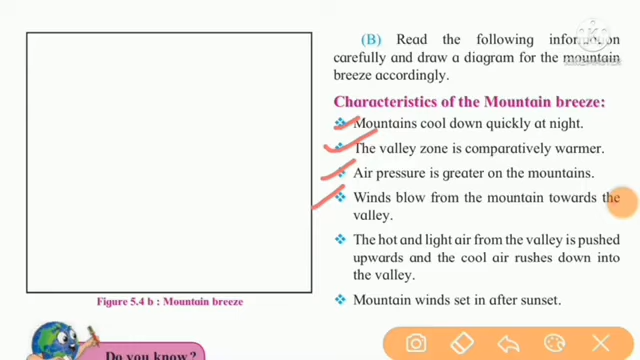 (B) Read the following information
carefully and draw a diagram for the mountain
breeze accordingly.
Characteristics of the Mountain breeze:
Mountains cool down quickly at night.
The valley zone is comparatively warmer.
Air pressure is greater on the mountains.
Winds blow from the mountain towards the
valley.
The hot and light air from the valley is pushed
upwards and the cool air rushes down into
the valley.
Mountain winds set in after sunset.
Figure 5.4 b : Mountain breeze
Do you know?